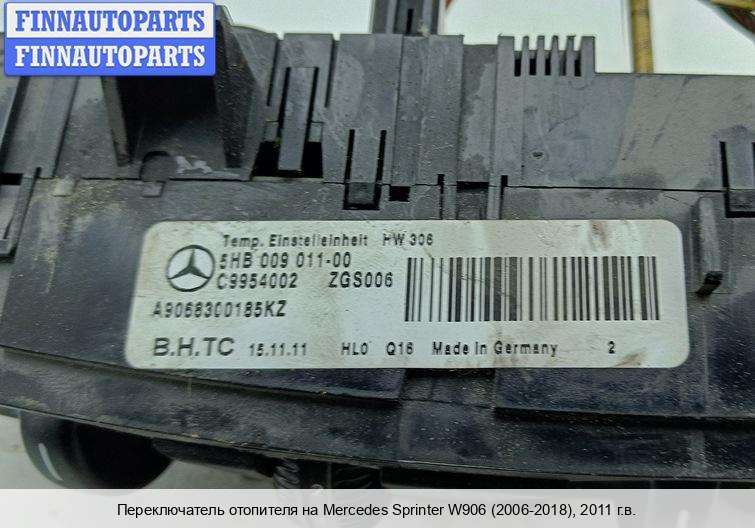 FINNAUTOPARTS
FINNAUTOPARTS
Temp. Einstelleinheit HW 306
5HB 009 011-00
C9954002 ZGS006
A9068300185KZ
B.H.TC 15.11.11 HL0 Q16 Made in Germany 2
Переключатель отопителя на Mercedes Sprinter W906 (2006-2018), 2011 г.в.